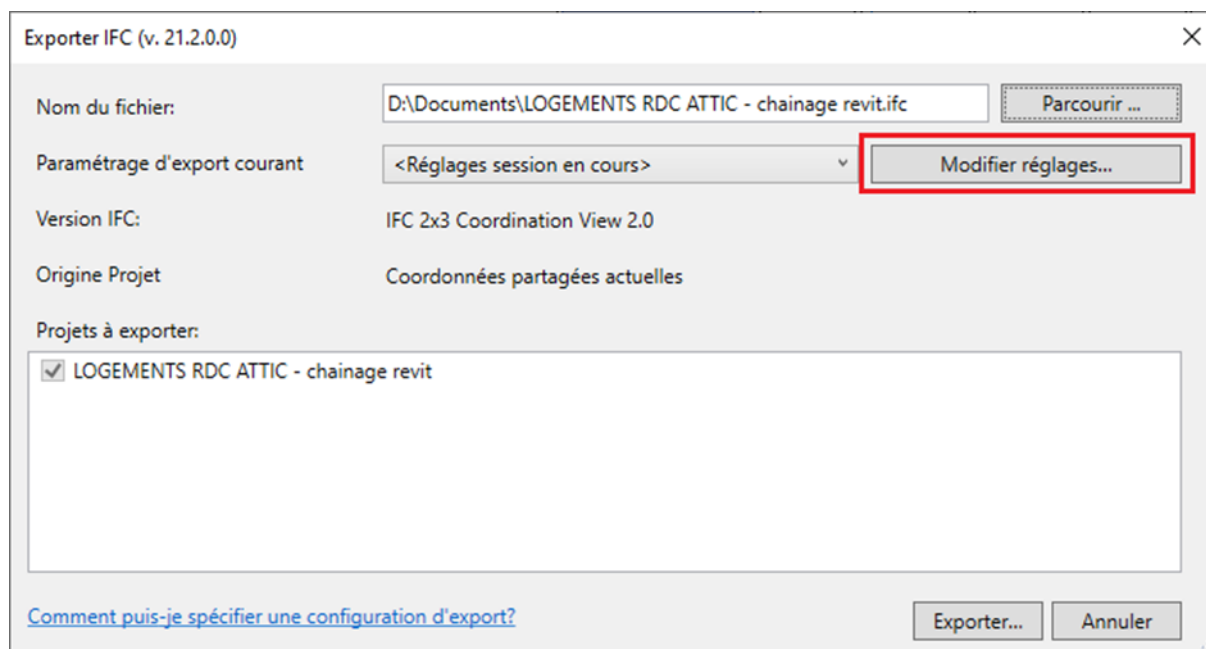 Exporter IFC (v. 21.2.0.0)
Nom du fichier: D:\Documents\LOGEMENTS RDC ATTIC - chainage revit.ifc Parcourir ...
Paramétrage d'export courant <Réglages session en cours> Modifier réglages...
Version IFC: IFC 2x3 Coordination View 2.0
Origine Projet Coordonnées partagées actuelles
Projets à exporter:
LOGEMENTS RDC ATTIC - chainage revit
Comment puis-je spécifier une configuration d'export? Exporter... Annuler